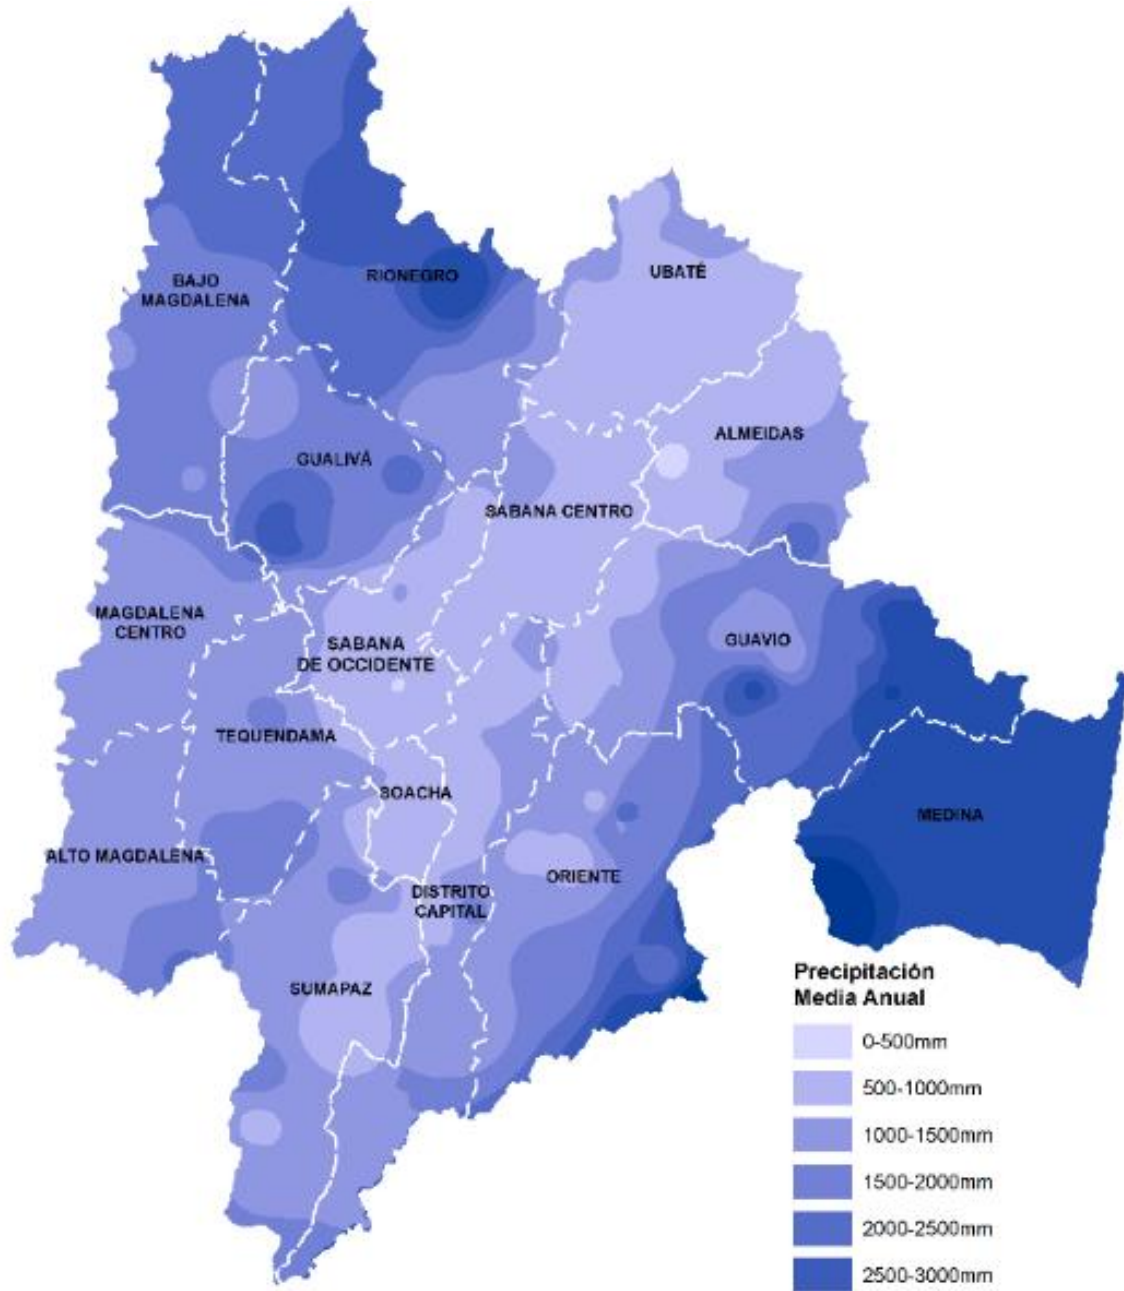 RIONEGRO
UBATÉ
BAJO
MAGDALENA
ALMEIDAS
GUALIVÁ
SABANA CENTRO
MAGDALENA
CENTRO
SABANA
DE OCCIDENTE
GUAVIO
TEQUENDAMA
SOACHA
MEDINA
ALTO MAGDALENA
ORIENTE
DISTRITO
CAPITAL
SUMAPAZ
Precipitación
Media Anual
0-500mm
500-1000mm
1000-1500mm
1500-2000mm
2000-2500mm
2500-3000mm